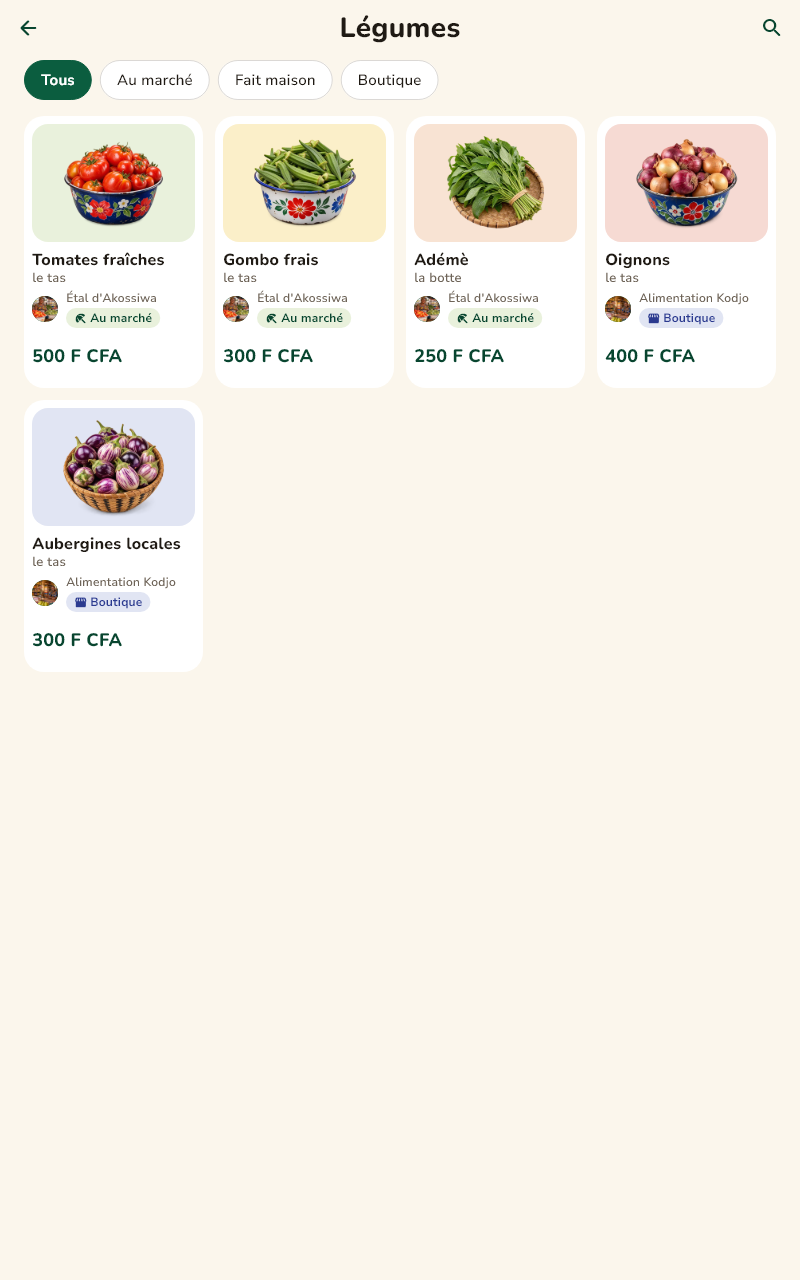 Légumes
Tous
Au marché
Fait maison
Boutique
Tomates fraîches
le tas
Étal d'Akossiwa
Au marché
500 F CFA
Gombo frais
le tas
Étal d'Akossiwa
Au marché
300 F CFA
Adémè
la botte
Étal d'Akossiwa
Au marché
250 F CFA
Oignons
le tas
Alimentation Kodjo
Boutique
400 F CFA
Aubergines locales
le tas
Alimentation Kodjo
Boutique
300 F CFA